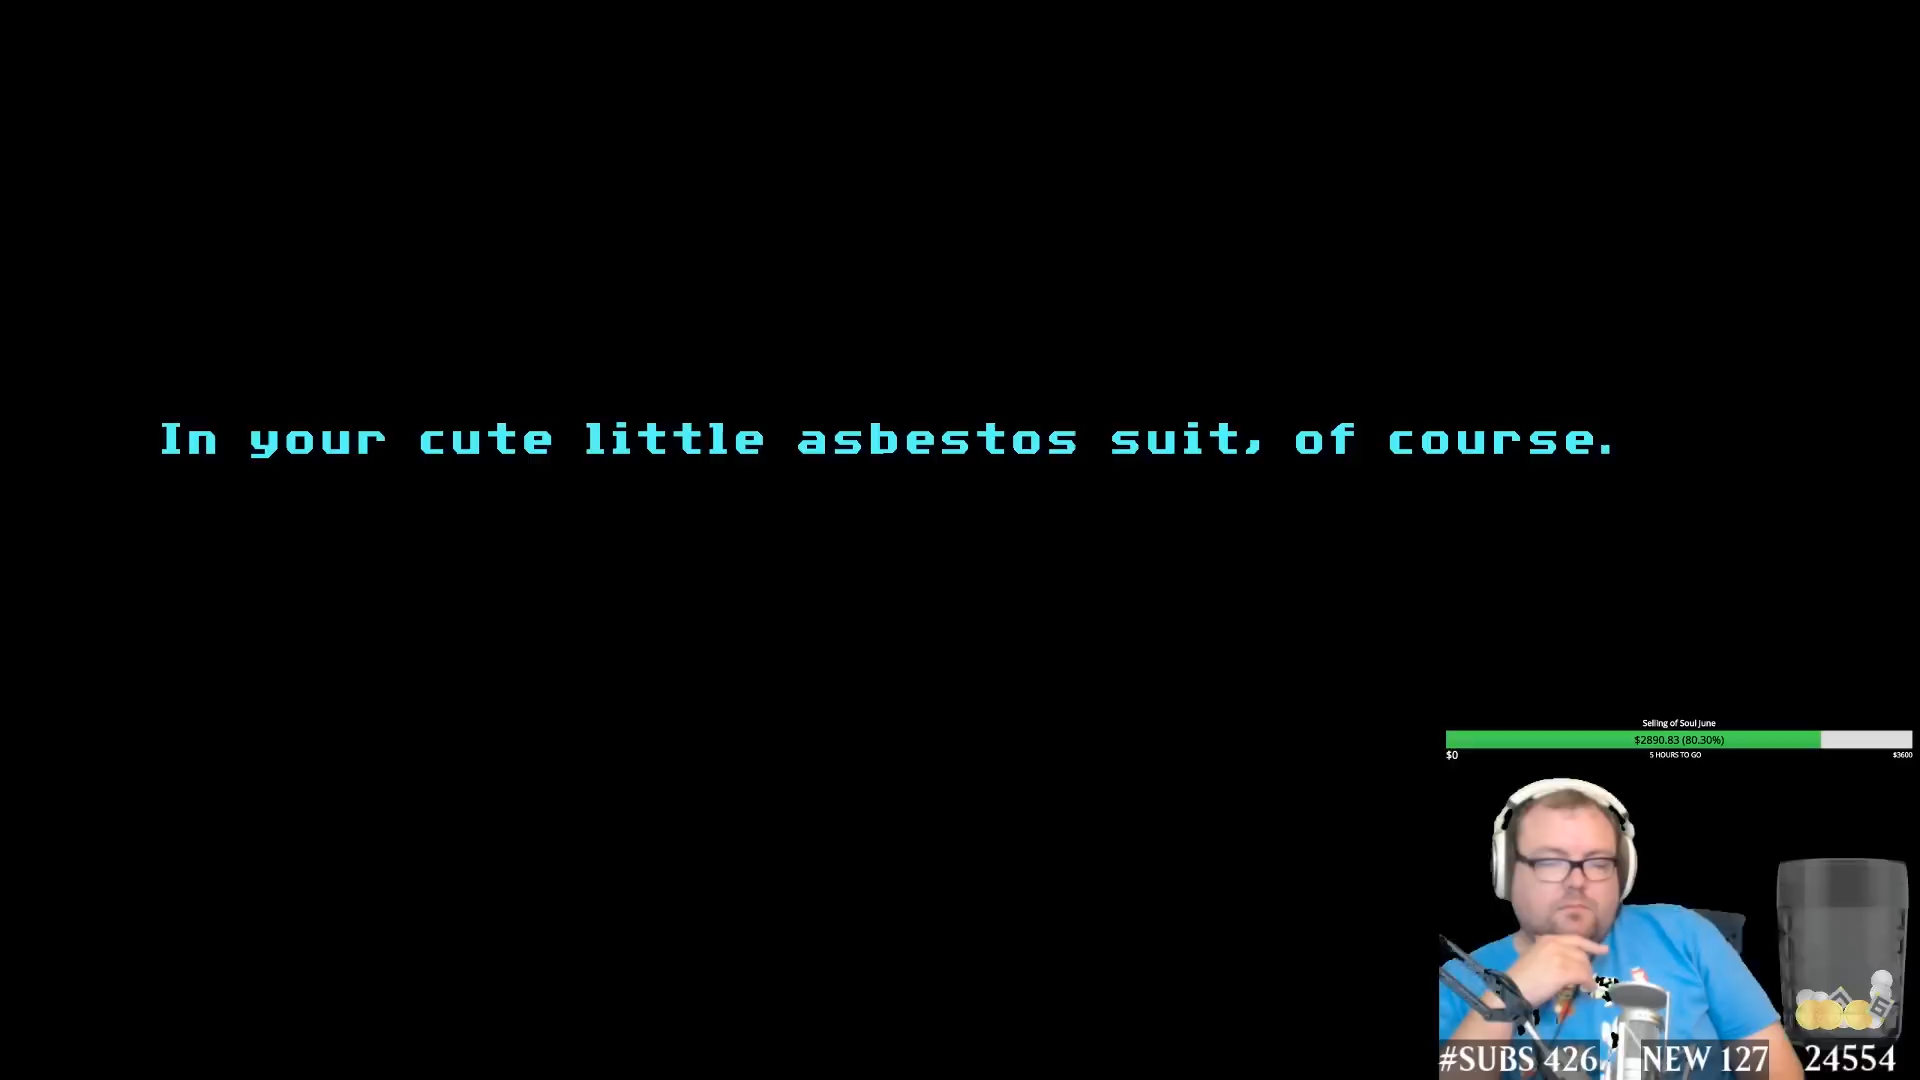 In your cute little asbestos suit, of course.
Selling of Soul June
$2890.83 (80.30%)
$0 5 HOURS TO GO $3600
#SUBS 426 NEW 127 24554